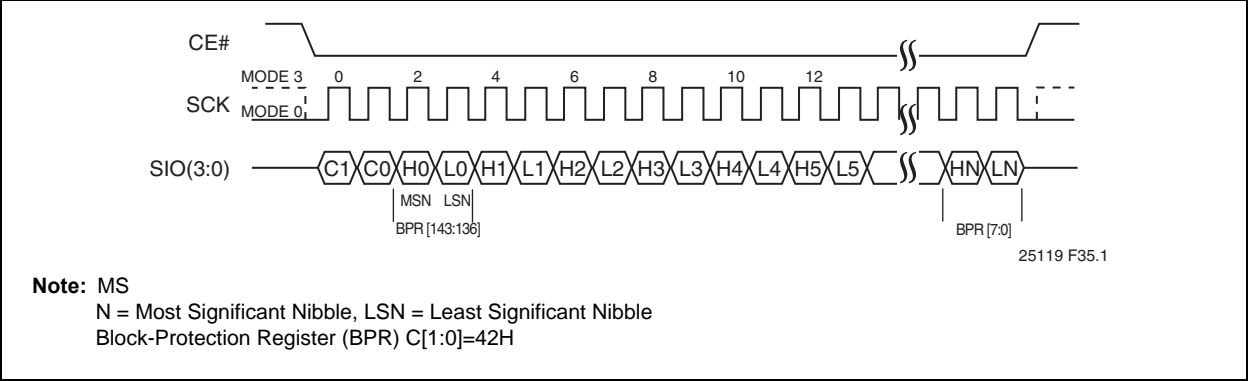 CE#
MODE 3 0 2 4 6 8 10 12
SCK
MODE 0
SIO(3:0) C1 C0 H0 L0 H1 L1 H2 L2 H3 L3 H4 L4 H5 L5 HN LN
MSN LSN
BPR [143:136] BPR [7:0]
25119 F35.1
Note: MS
N = Most Significant Nibble, LSN = Least Significant Nibble
Block-Protection Register (BPR) C[1:0]=42H